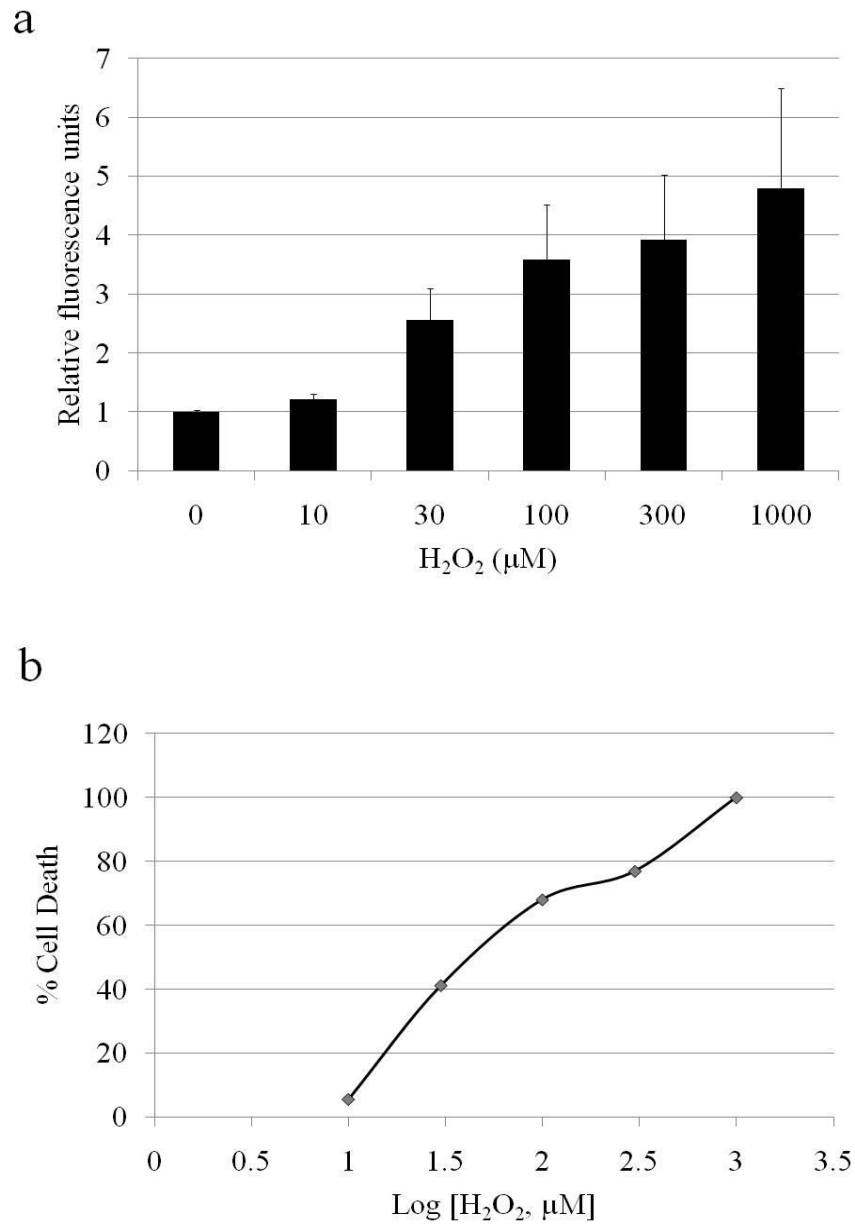 a
7
6
5
4
3
2
1
0
Relative fluorescence units
0 10 30 100 300 1000
H₂O₂ (μM)
b
120
100
80
60
40
20
0
% Cell Death
0 0.5 1 1.5 2 2.5 3 3.5
Log [H₂O₂, μM]